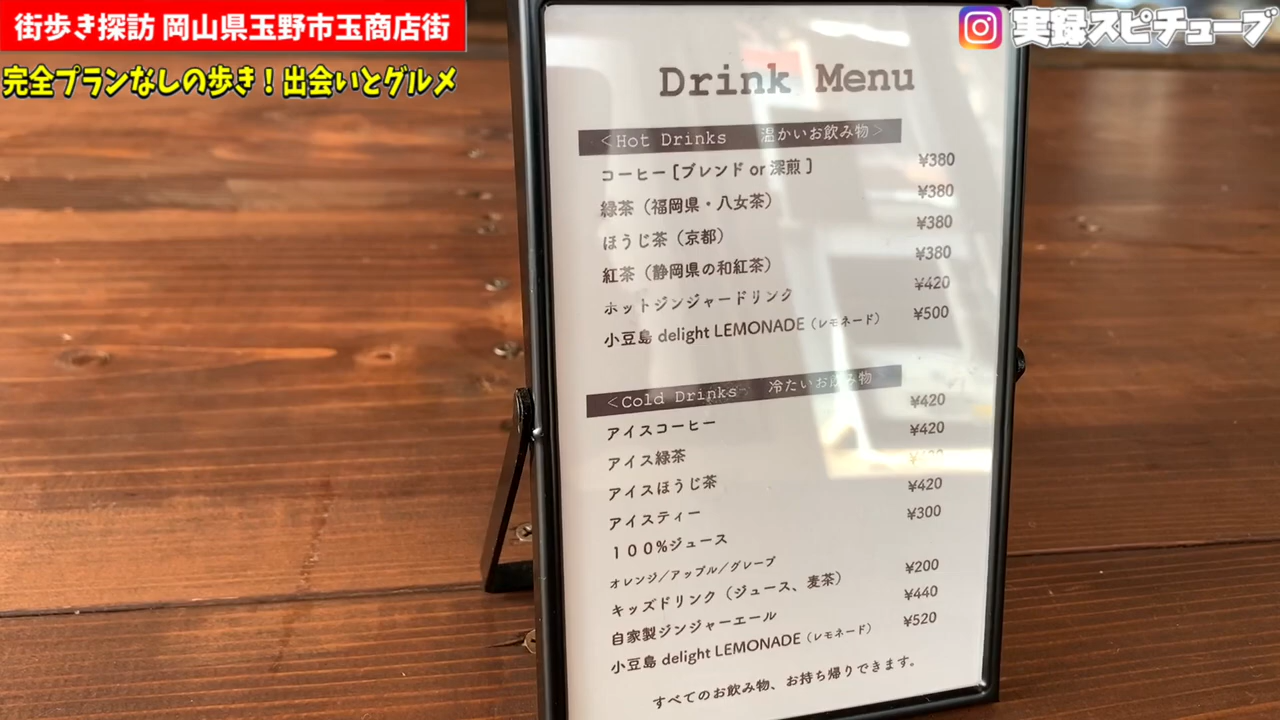 街歩き探訪 岡山県玉野市玉商店街
完全プランなしの歩き！出会いとグルメ
実録スピチューブ
Drink Menu
＜Hot Drinks 温かいお飲み物＞
コーヒー [ブレンド or 深煎 ] ¥380
緑茶（福岡県・八女茶） ¥380
ほうじ茶（京都） ¥380
紅茶（静岡県の和紅茶） ¥380
ホットジンジャードリンク ¥420
小豆島 delight LEMONADE（レモネード） ¥500
＜Cold Drinks 冷たいお飲み物
アイスコーヒー ¥420
アイス緑茶 ¥420
アイスほうじ茶
アイスティー ¥420
１００%ジュース ¥300
オレンジ／アップル／グレープ
キッズドリンク（ジュース、麦茶） ¥200
自家製ジンジャーエール ¥440
小豆島 delight LEMONADE（レモネード） ¥520
すべてのお飲み物、お持ち帰りできます。